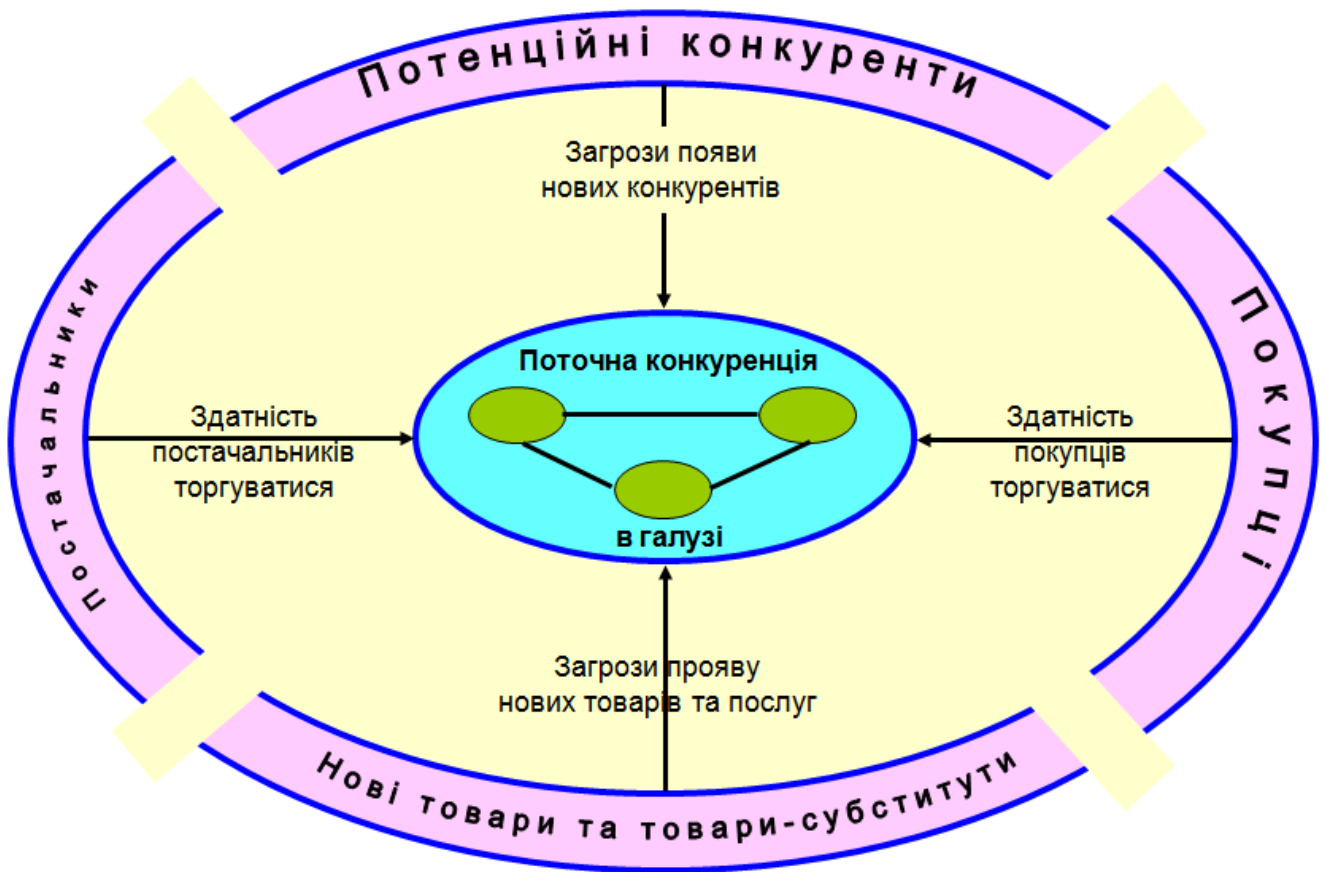 Потенційні конкуренти
Загрози появи
нових конкурентів
Постачальники
Покупці
Поточна конкуренція
Здатність
постачальників
торгуватися
Здатність
покупців
торгуватися
в галузі
Загрози прояву
нових товарів та послуг
Нові товари та товари-субститути